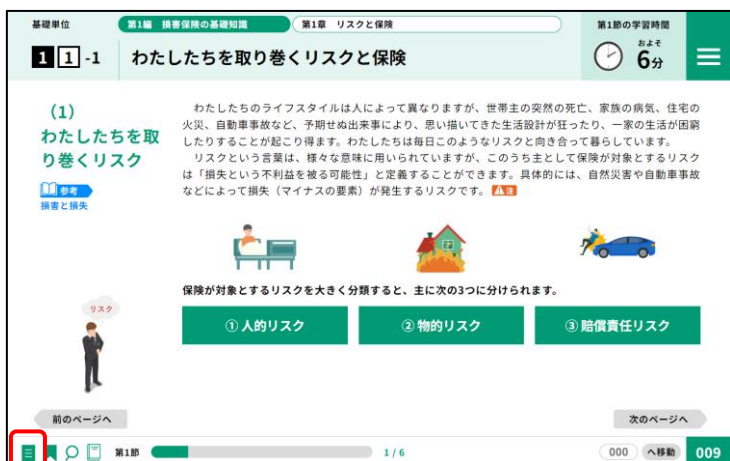 基礎単位
第1編 損害保険の基礎知識
第1章 リスクと保険
第1節の学習時間
11-1
わたしたちを取り巻くリスクと保険
およそ
6分
(1)
わたしたちを取
り巻くリスク
参考
損害と損失
わたしたちのライフスタイルは人によって異なりますが、世帯主の突然の死亡、家族の病気、住宅の
火災、自動車事故など、予期せぬ出来事により、思い描いてきた生活設計が狂ったり、一家の生活が困窮
したりすることが起こり得ます。わたしたちは毎日このようなリスクと向き合って暮らしています。
リスクという言葉は、様々な意味に用いられていますが、このうち主として保険が対象とするリスク
は「損失という不利益を被る可能性」と定義することができます。具体的には、自然災害や自動車事故
などによって損失(マイナスの要素)が発生するリスクです。注
保険が対象とするリスクを大きく分類すると、主に次の3つに分けられます。
リスク
①人的リスク
②物的リスク
③賠償責任リスク
前のページへ
次のページへ
第1節
1/6
000
へ移動
009